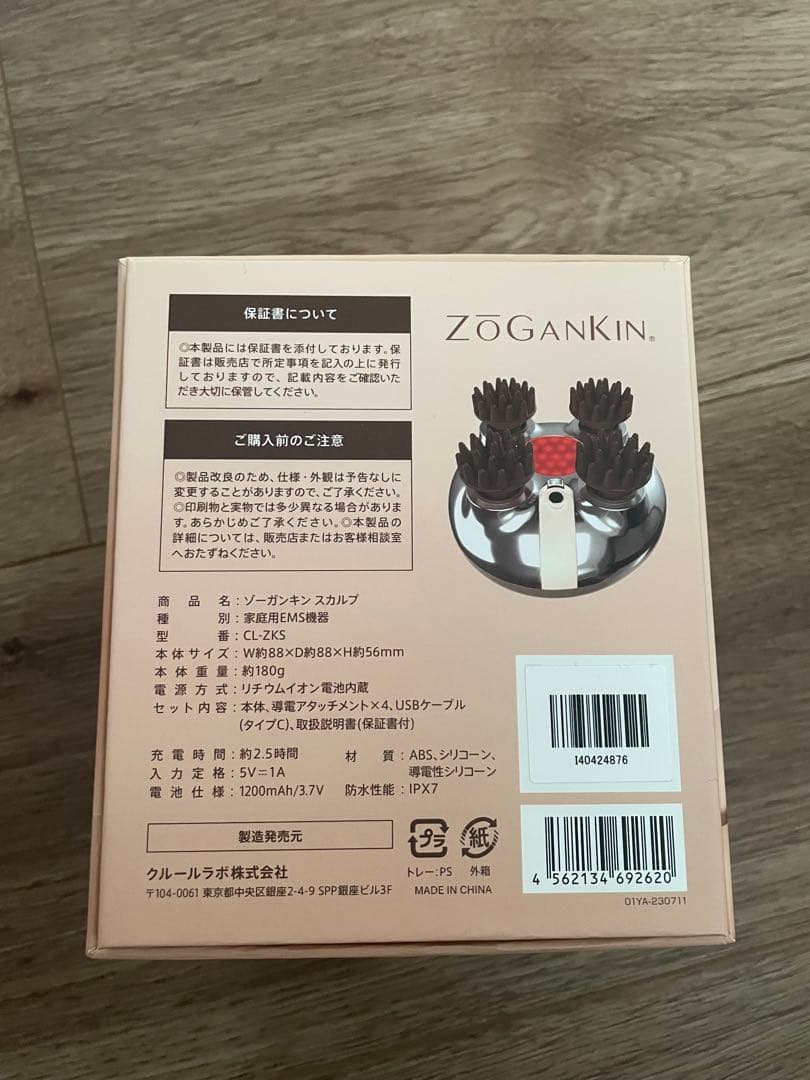 保証書について
◎本製品には保証書を添付しております。保
証書は販売店で所定事項を記入の上に発行
しておりますので、記載内容をご確認いた
だき大切に保管してください。
ご購入前のご注意
◎製品改良のため、仕様・外観は予告なしに
変更することがありますので、ご了承ください。
◎印刷物と実物では多少異なる場合がありま
す。あらかじめご了承ください。◎本製品の
詳細については、販売店またはお客様相談室
へおたずねください。
ZŌGANKIN®
商品名：ゾーガンキン スカルプ
種別：家庭用EMS機器
型番：CL-ZKS
本体サイズ：W約88×D約88×H約56mm
本体重量：約180g
電源方式：リチウムイオン電池内蔵
セット内容：本体、導電アタッチメント×4、USBケーブル
(タイプC)、取扱説明書(保証書付)
充電時間：約2.5時間
入力定格：5V＝1A
電池仕様：1200mAh/3.7V
材質：ABS、シリコーン、
導電性シリコーン
防水性能：IPX7
製造発売元
クルールラボ株式会社
〒104-0061 東京都中央区銀座2-4-9 SPP銀座ビル3F
プラ
紙
トレー：PS
外箱
MADE IN CHINA
I40424876
4 562134 692620
01YA-230711